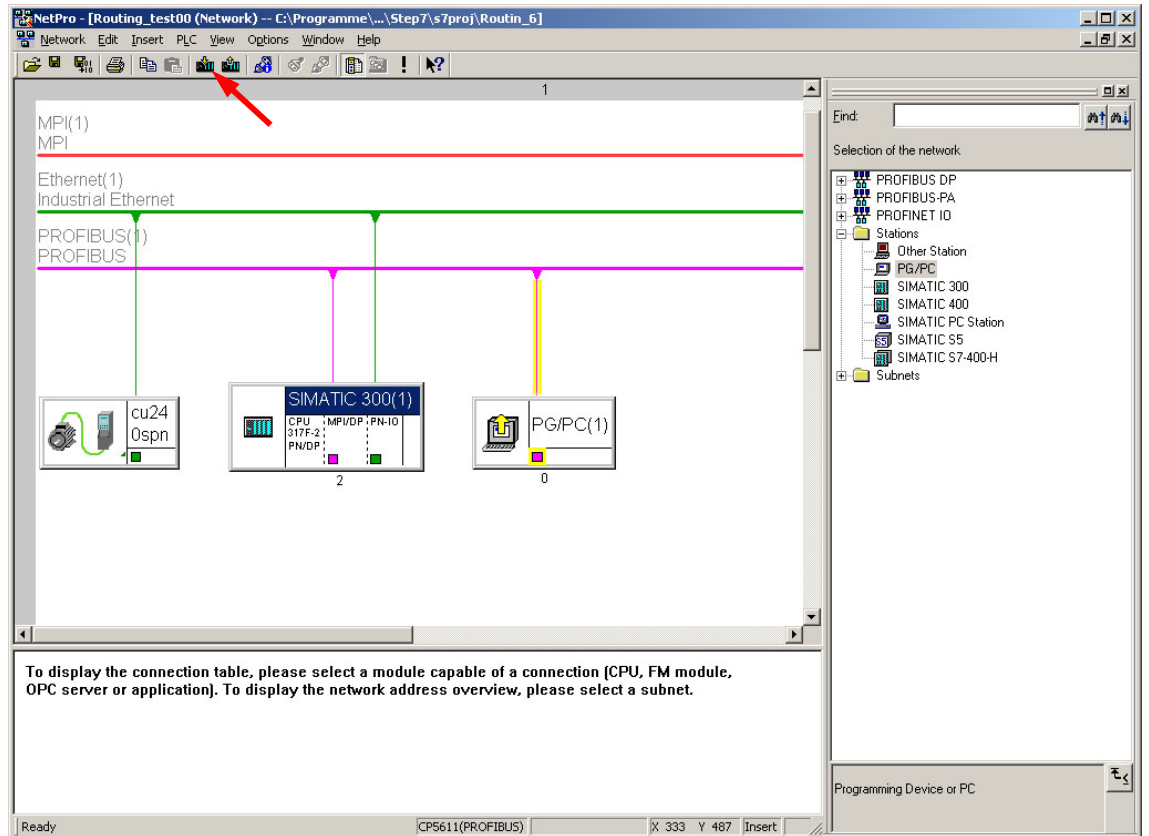 NetPro - [Routing_test00 (Network) -- C:\Programme\...\Step7\s7proj\Routin_6]
Network Edit Insert PLC View Options Window Help
1
MPI(1)
MPI
Ethernet(1)
Industrial Ethernet
PROFIBUS(1)
PROFIBUS
cu24
0spn
SIMATIC 300(1)
CPU MPI/DP PN-IO
317F-2
PN/DP
2
PG/PC(1)
0
Find:
Selection of the network
PROFIBUS DP
PROFIBUS-PA
PROFINET IO
Stations
Other Station
PG/PC
SIMATIC 300
SIMATIC 400
SIMATIC PC Station
S5 SIMATIC S5
SIMATIC S7-400-H
Subnets
To display the connection table, please select a module capable of a connection (CPU, FM module,
OPC server or application). To display the network address overview, please select a subnet.
Programming Device or PC
Ready CP5611(PROFIBUS) X 333 Y 487 Insert